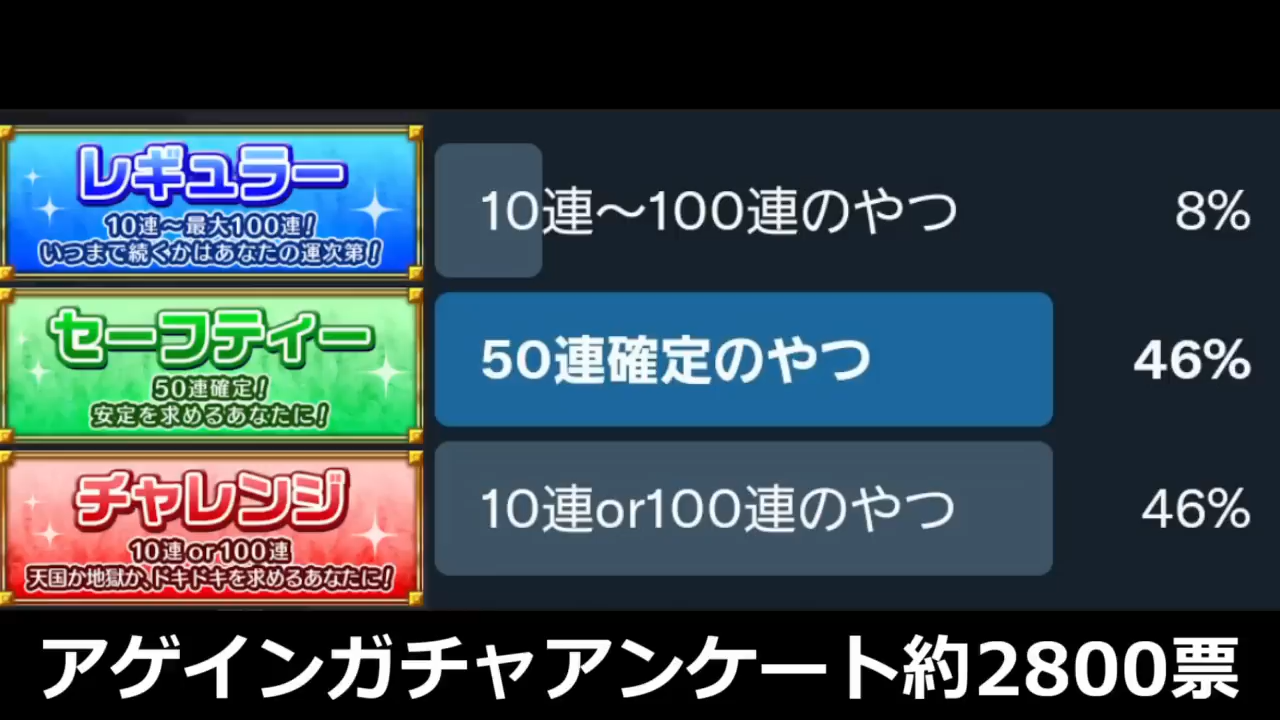 レギュラー
10連～最大100連!
いつまで続くかはあなたの運次第!
10連～100連のやつ 8%
セーフティー
50連確定!
安定を求めるあなたに!
50連確定のやつ 46%
チャレンジ
10連or100連
天国か地獄か、ドキドキを求めるあなたに!
10連or100連のやつ 46%
アゲインガチャアンケート約2800票